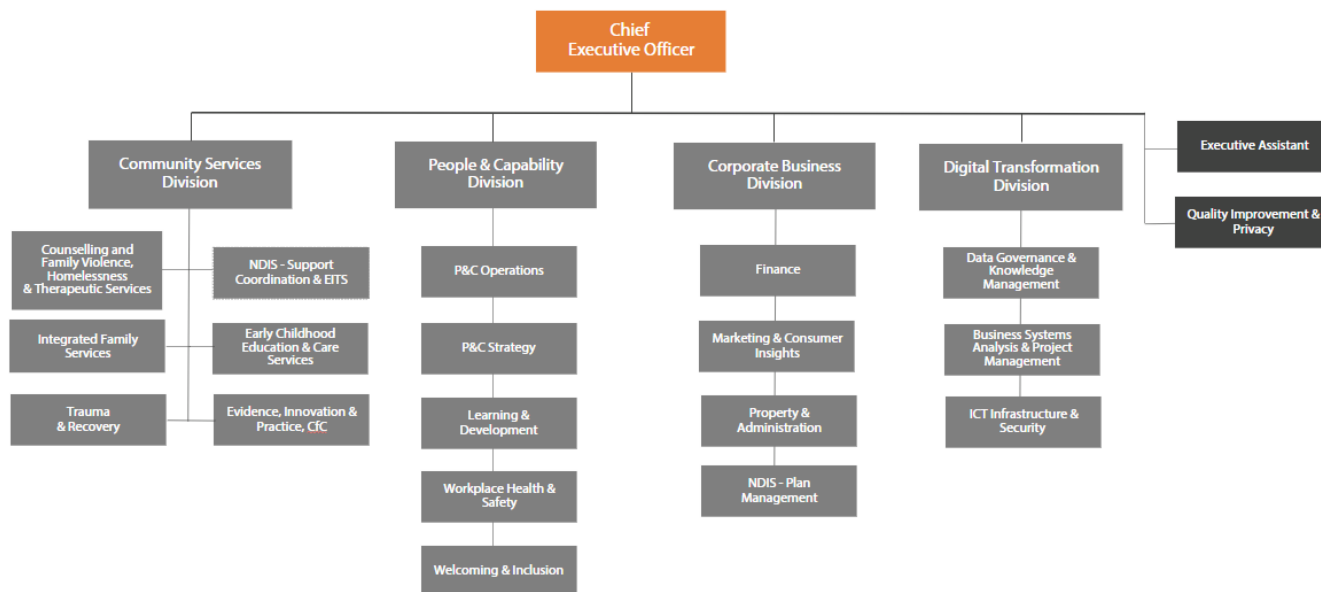 Chief
Executive Officer
Community Services
Division
People & Capability
Division
Corporate Business
Division
Digital Transformation
Division
Executive Assistant
Quality Improvement &
Privacy
Counselling and
Family Violence,
Homelessness
& Therapeutic Services
NDIS - Support
Coordination & EITS
Integrated Family
Services
Early Childhood
Education & Care
Services
Trauma
& Recovery
Evidence, Innovation &
Practice, CfC
P&C Operations
P&C Strategy
Learning &
Development
Workplace Health &
Safety
Welcoming & Inclusion
Finance
Marketing & Consumer
Insights
Property &
Administration
NDIS - Plan
Management
Data Governance &
Knowledge
Management
Business Systems
Analysis & Project
Management
ICT Infrastructure &
Security